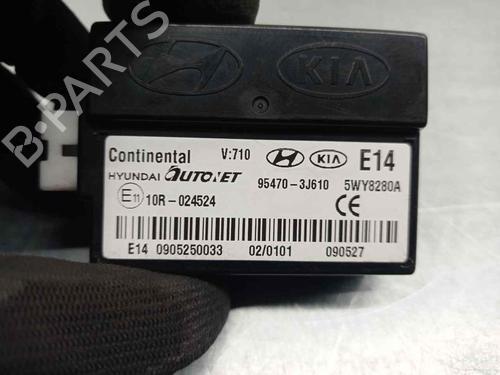 B-PARTS
KIA
Continental V:710 KIA E14
HYUNDAI AUTONET 95470-3J610 5WY8280A
E11 10R-024524 CE
E14 0905250033 02/0101 090527